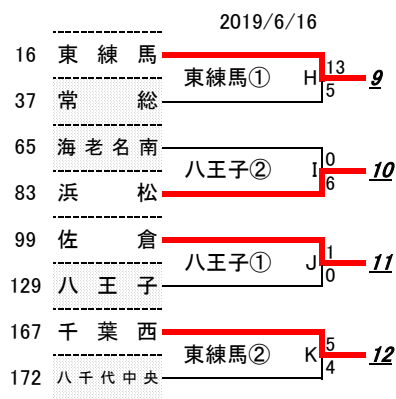 2019/6/16
16 東練馬
東練馬① H 13 9
37 常総 5
65 海老名南 0
八王子② I 10
83 浜松 6
99 佐倉 1
八王子① J 11
129 八王子 0
167 千葉西 5
東練馬② K 12
172 八千代中央 4